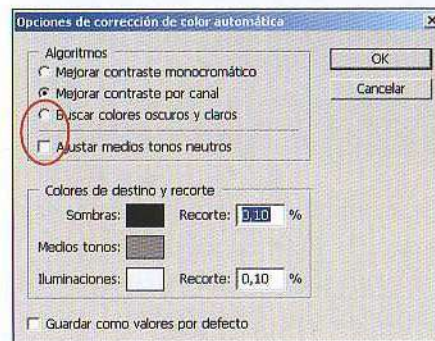 Opciones de corrección de color automática
Algoritmos
Mejorar contraste monocromático
Mejorar contraste por canal
Buscar colores oscuros y claros
Ajustar medios tonos neutros
OK
Cancelar
Colores de destino y recorte
Sombras: Recorte: 0,10 %
Medios tonos:
Iluminaciones: Recorte: 0,10 %
Guardar como valores por defecto